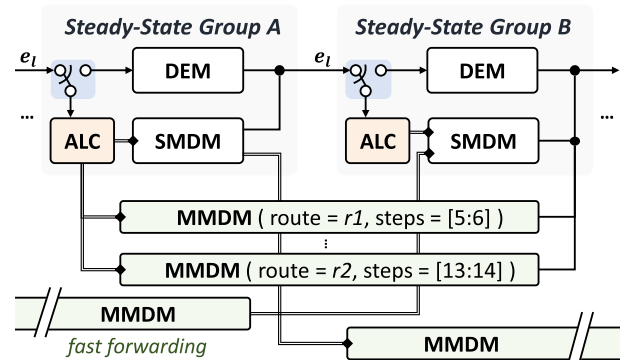 Steady-State Group A
Steady-State Group B
e_l
DEM
e_l
DEM
...
...
ALC
SMDM
ALC
SMDM
MMDM ( route = r1, steps = [5:6] )
...
MMDM ( route = r2, steps = [13:14] )
MMDM
fast forwarding
MMDM